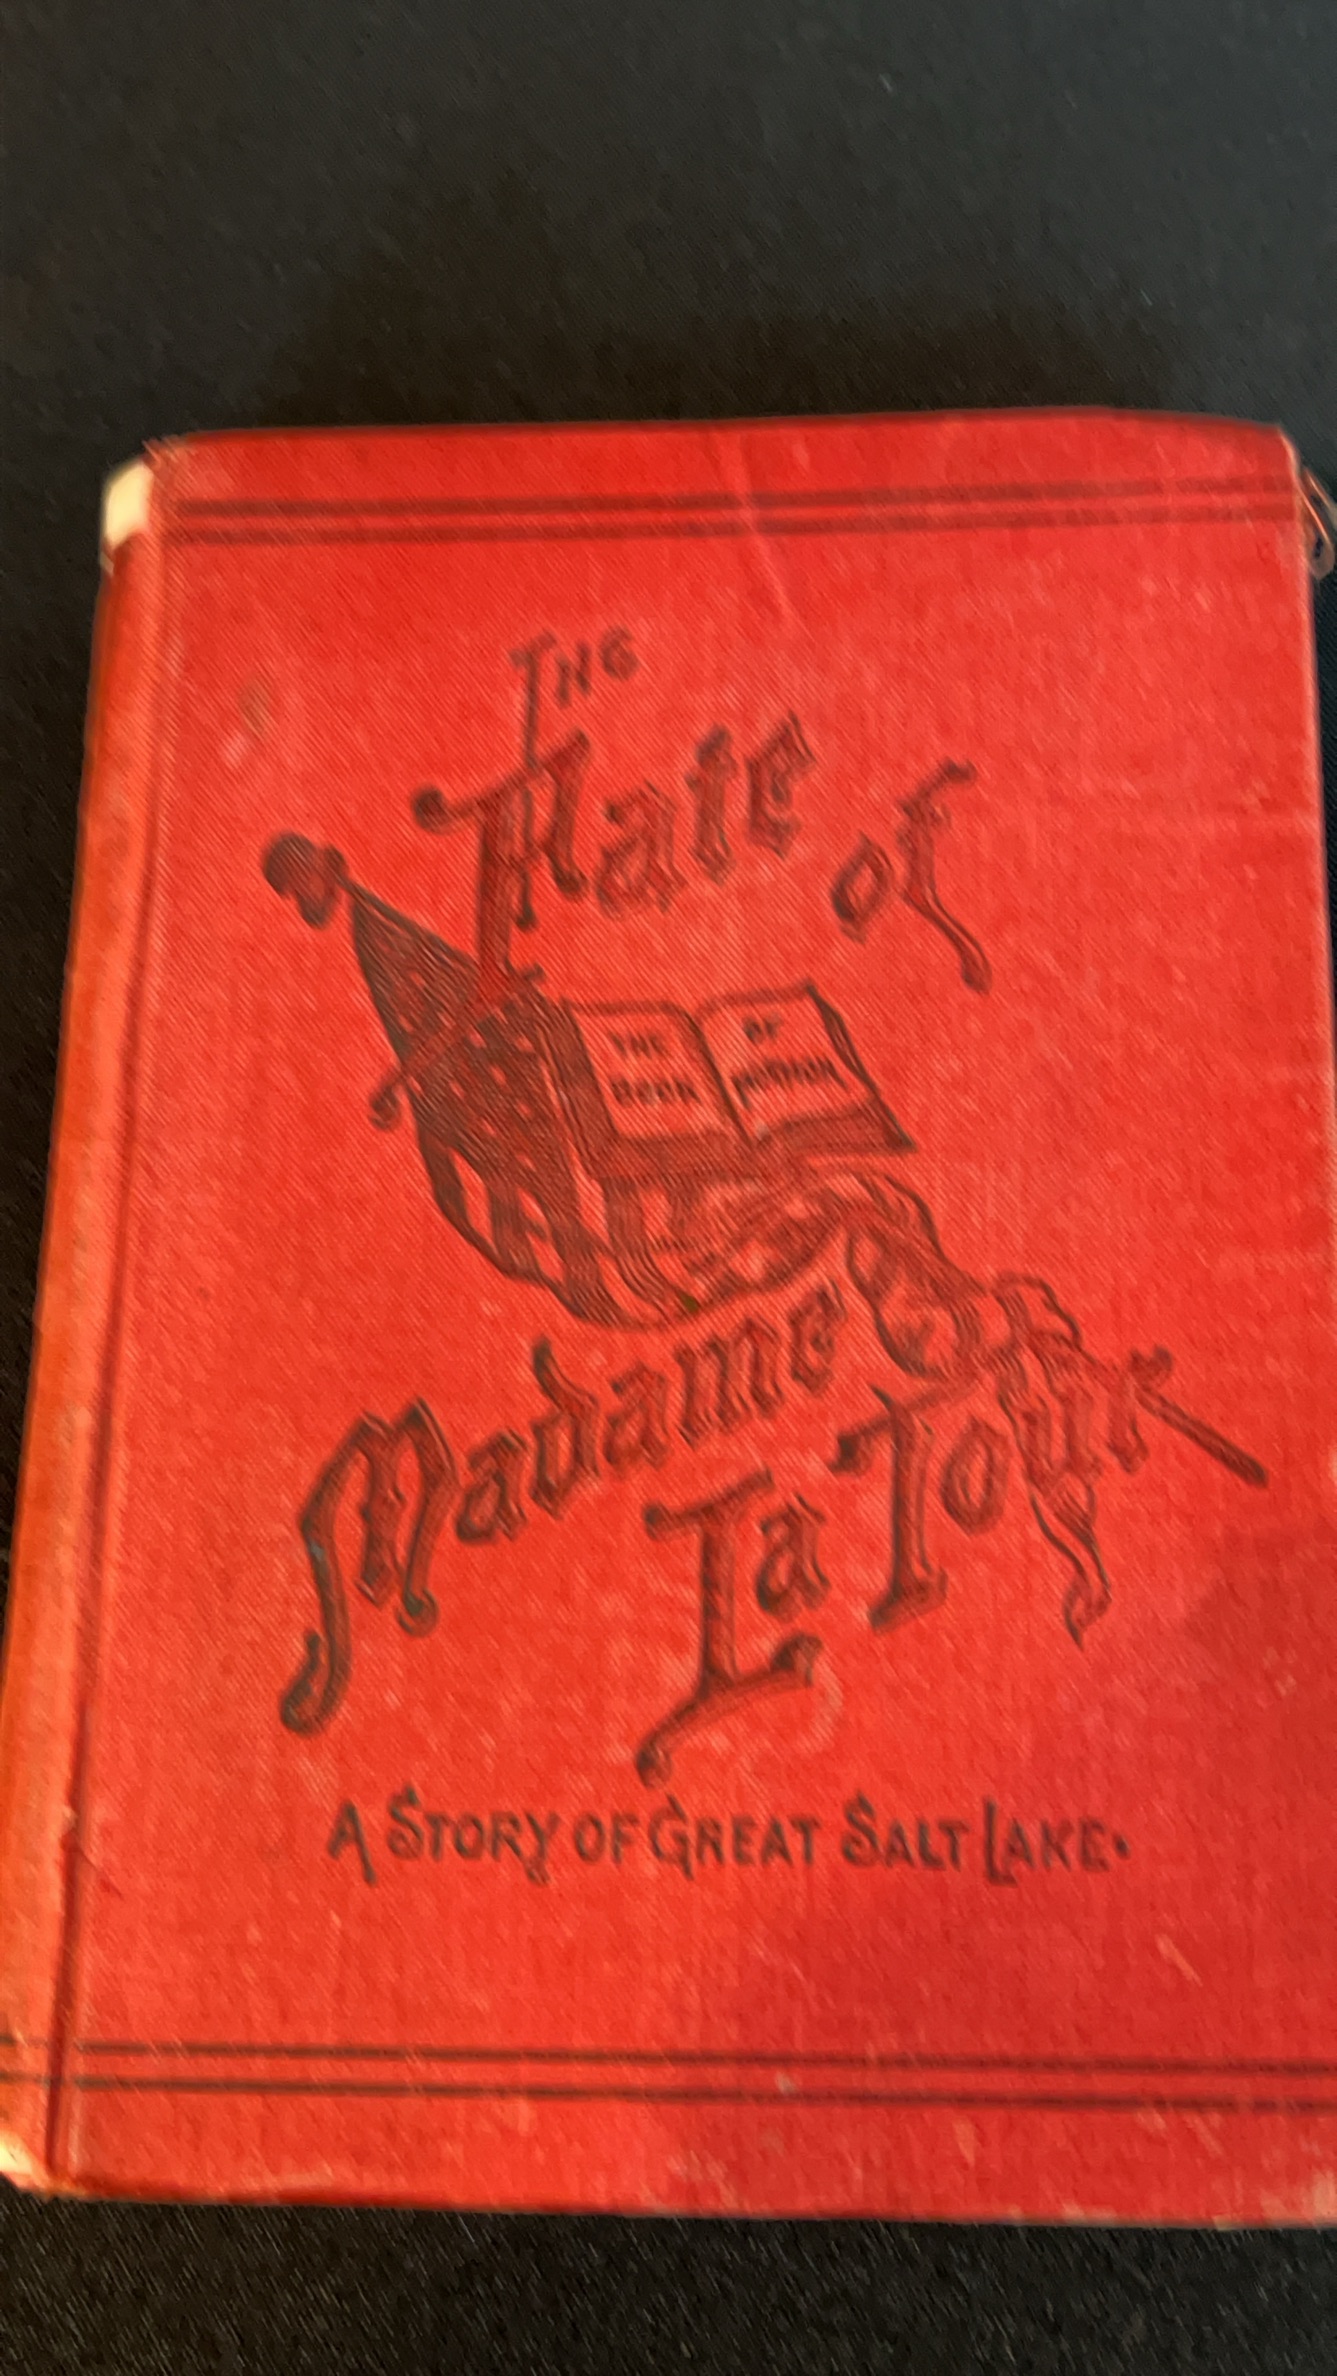 The
Fate of
THE
BOOK
OF
MORMON
Madame
La Tour
A STORY OF GREAT SALT LAKE.